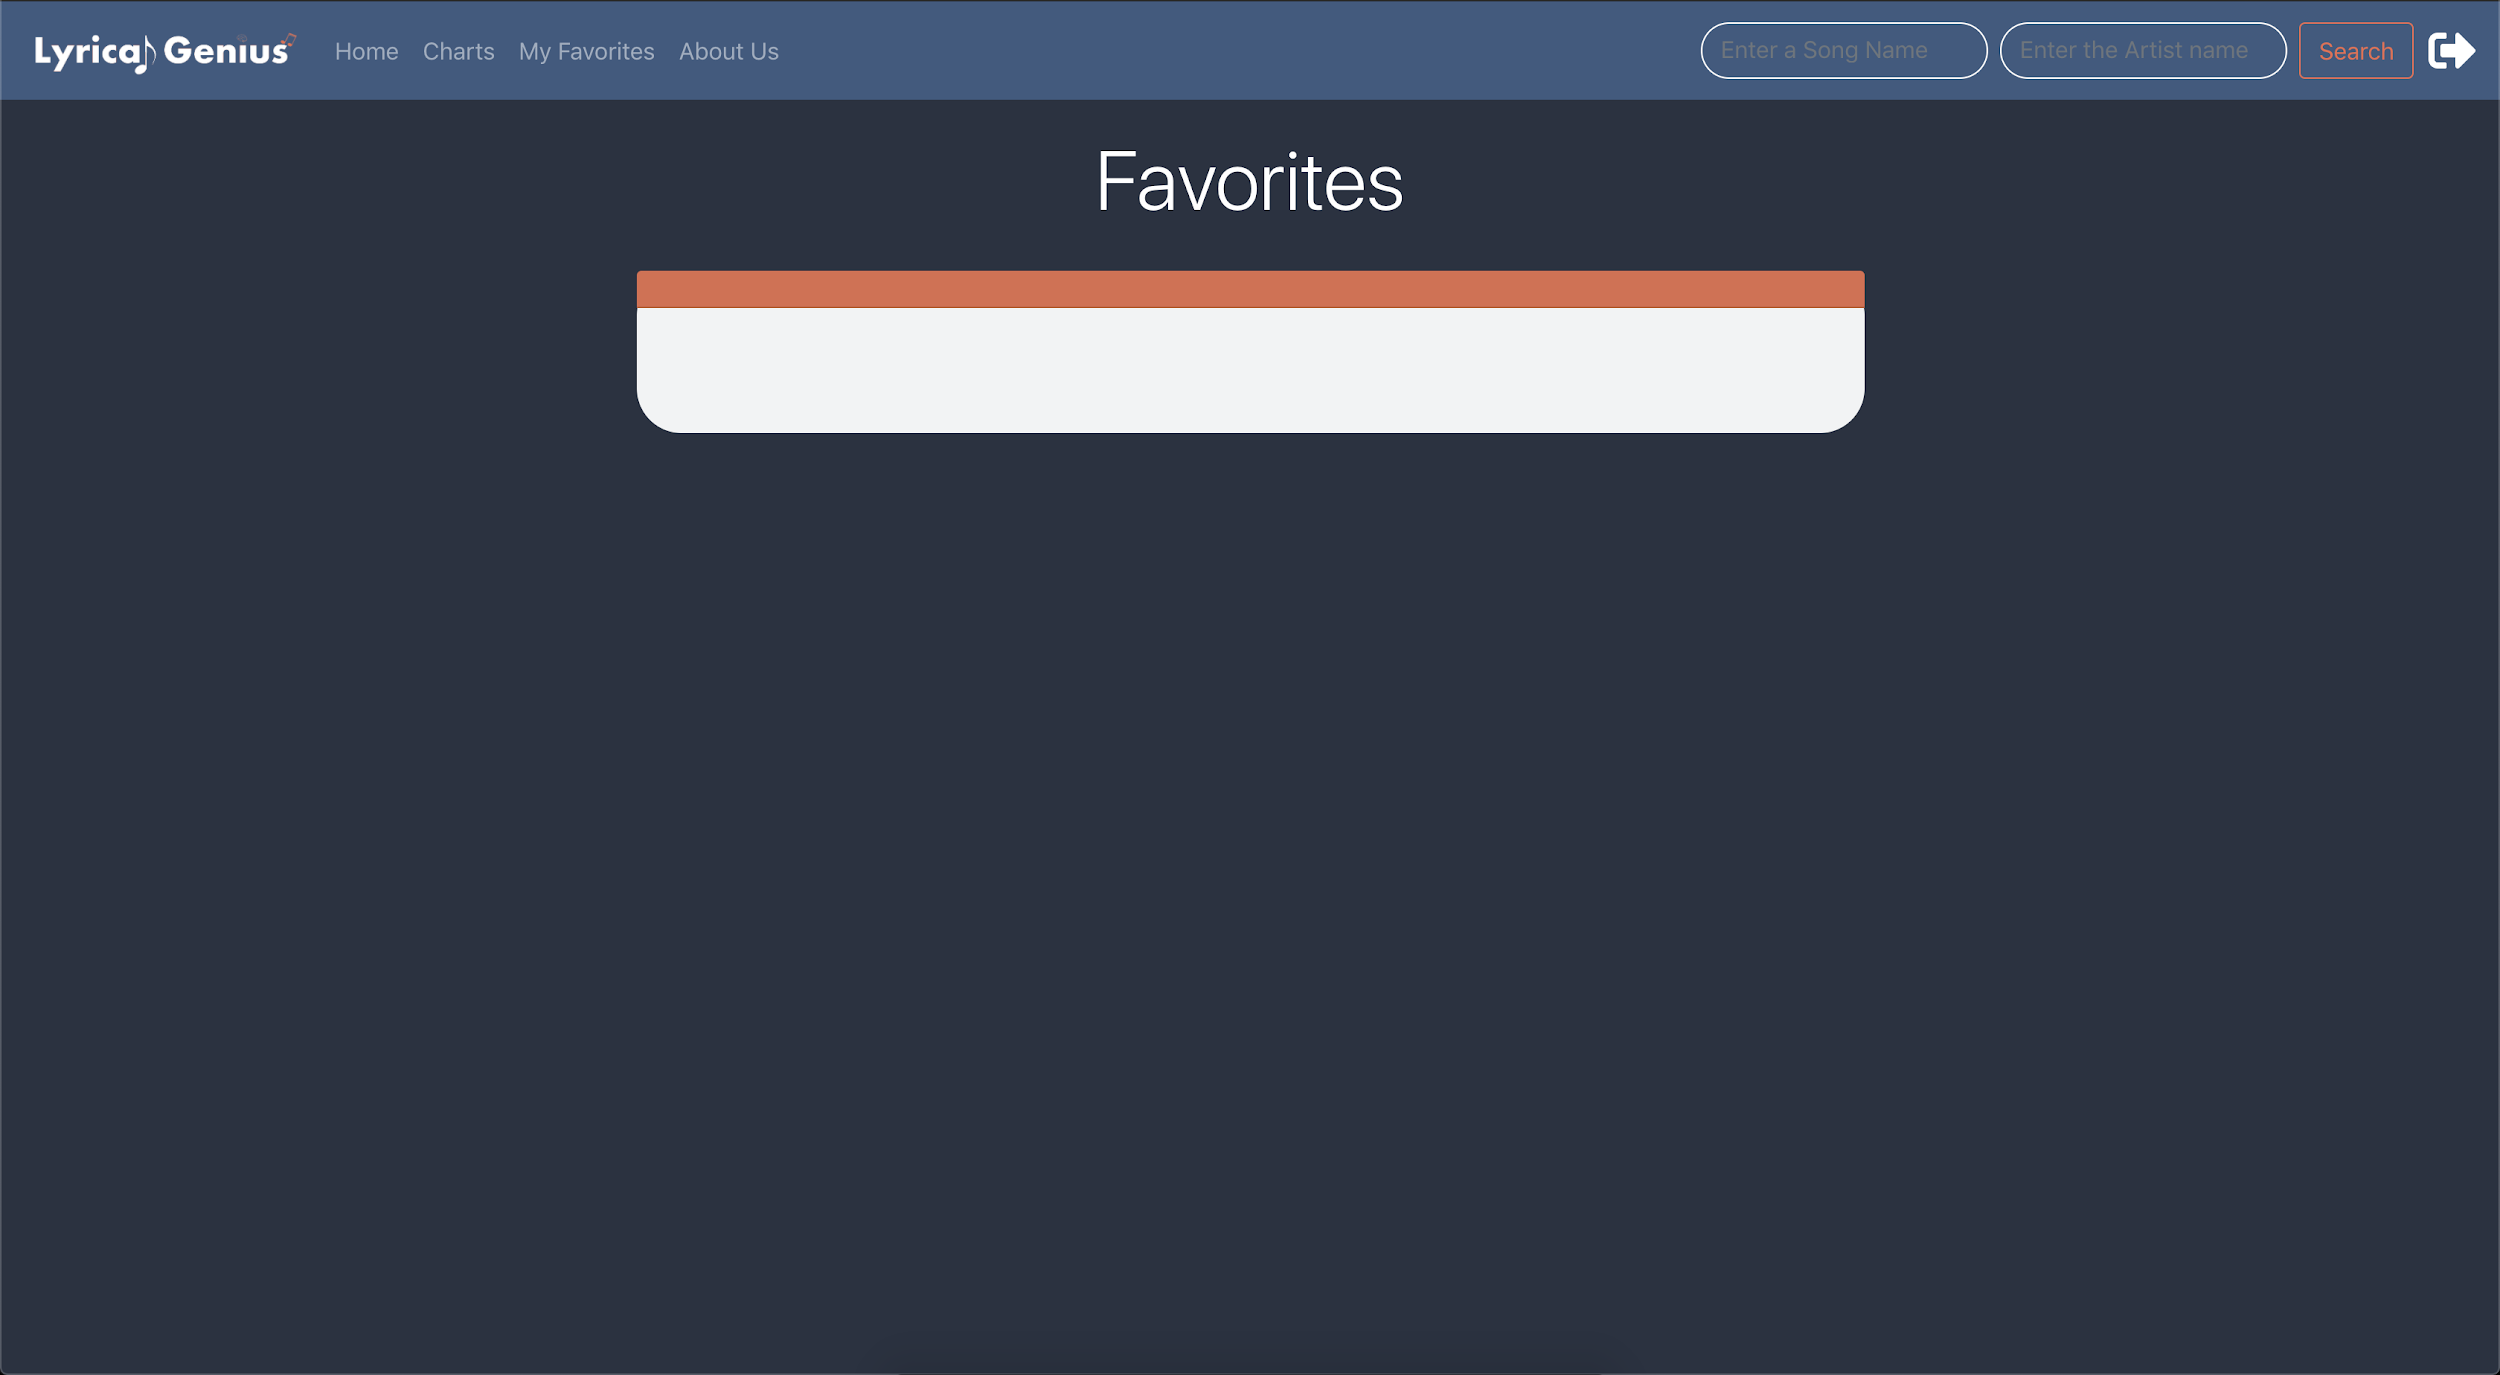 Lyrical Genius
Home
Charts
My Favorites
About Us
Enter a Song Name
Enter the Artist name
Search
Favorites